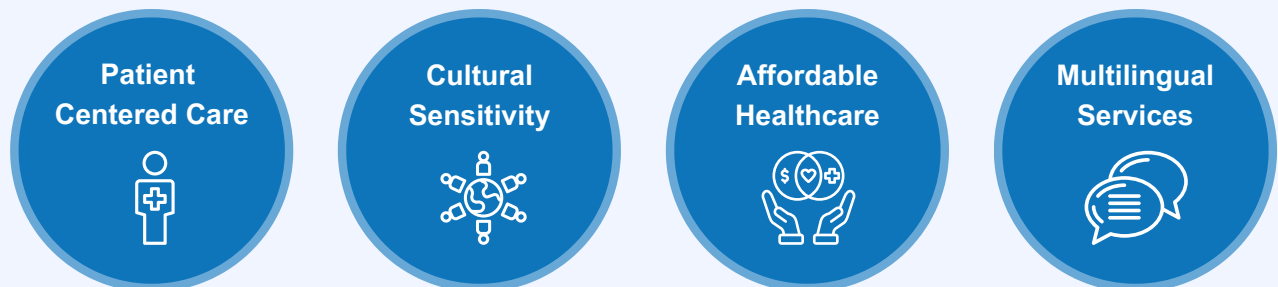 Patient
Centered Care
Cultural
Sensitivity
Affordable
Healthcare
$
Multilingual
Services